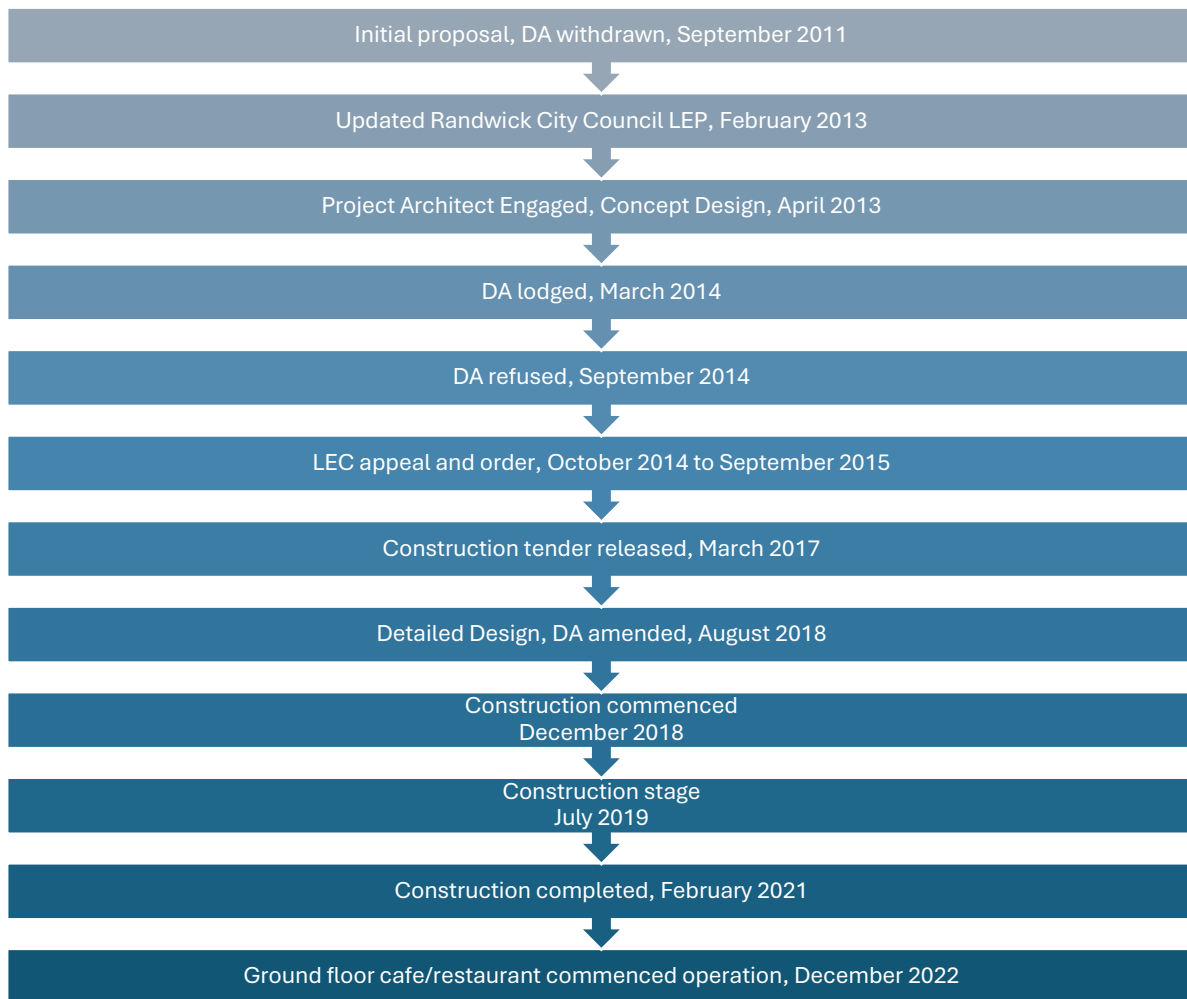 Initial proposal, DA withdrawn, September 2011
Updated Randwick City Council LEP, February 2013
Project Architect Engaged, Concept Design, April 2013
DA lodged, March 2014
DA refused, September 2014
LEC appeal and order, October 2014 to September 2015
Construction tender released, March 2017
Detailed Design, DA amended, August 2018
Construction commenced
December 2018
Construction stage
July 2019
Construction completed, February 2021
Ground floor cafe/restaurant commenced operation, December 2022